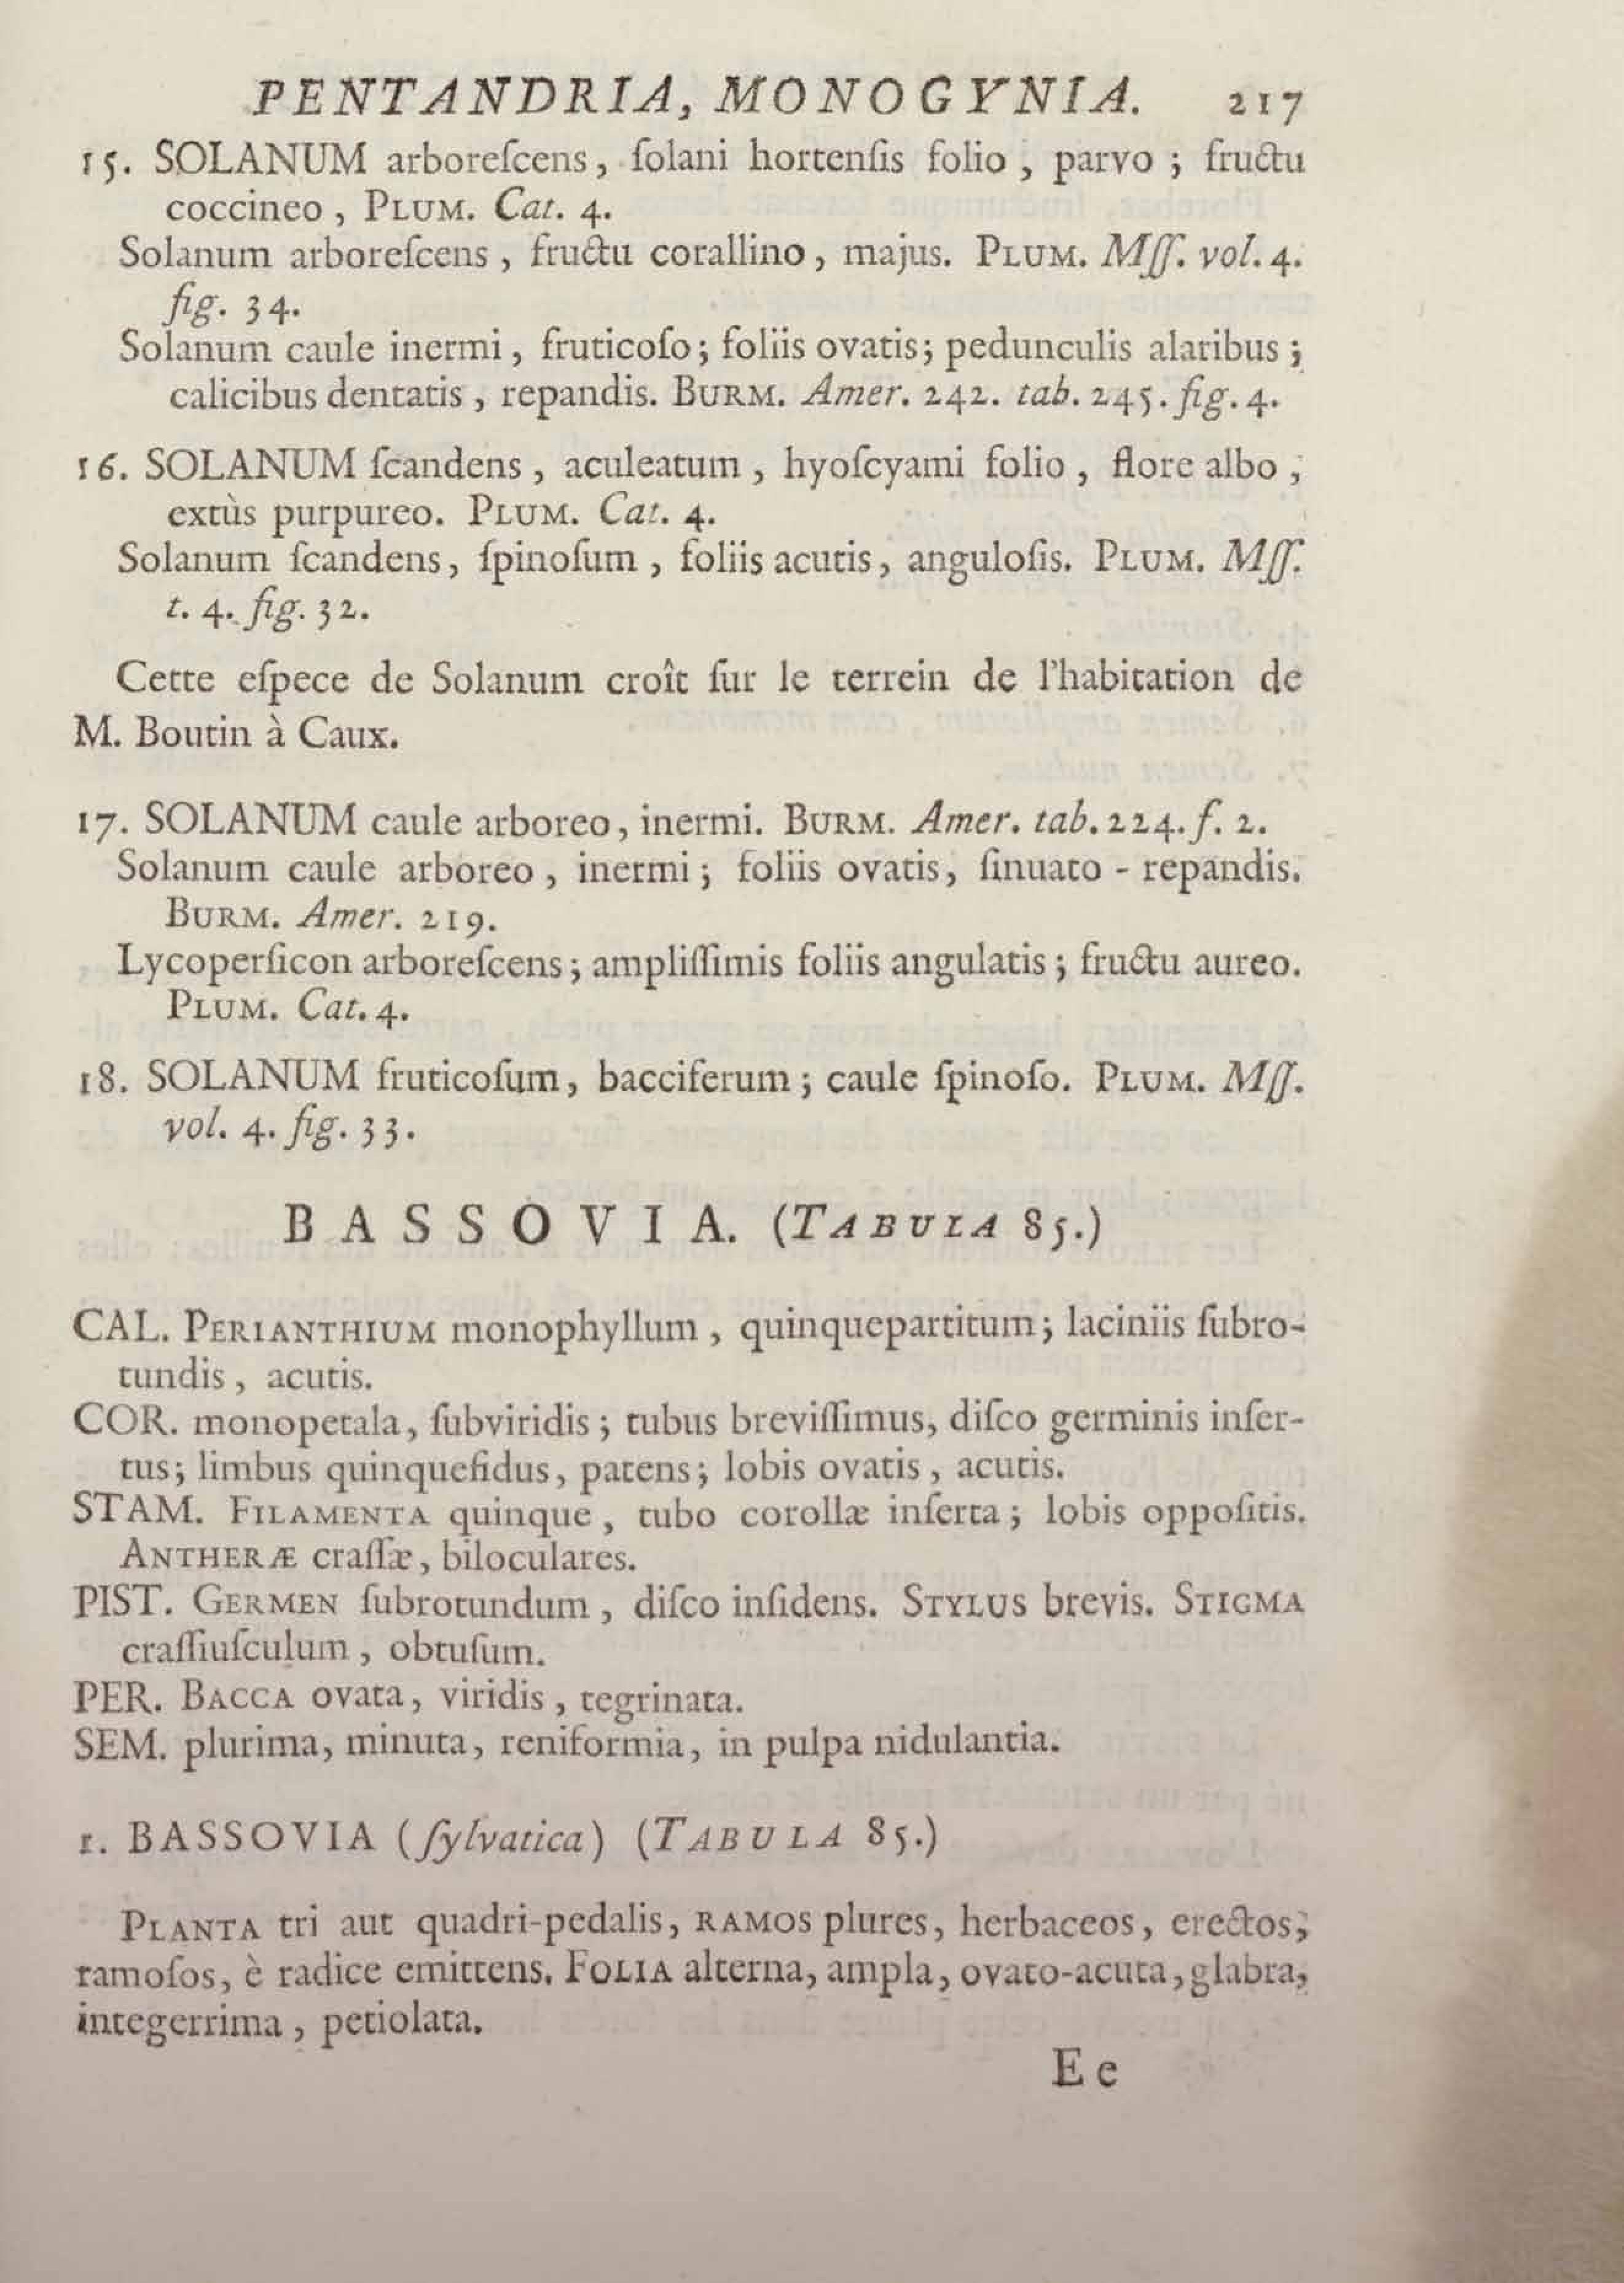 PENTANDRIA, MONOGYNIA. 217
15. SOLANUM arboreſcens, ſolani hortenſis folio, parvo; fructu
coccineo, PLUM. Cat. 4.
Solanum arboreſcens, fructu corallino, majus. PLUM. Mſſ. vol. 4.
fig. 34.
Solanum caule inermi, fruticoſo; foliis ovatis; pedunculis alaribus;
calicibus dentatis, repandis. BURM. Amer. 242. tab. 245. fig. 4.
16. SOLANUM ſcandens, aculeatum, hyoſcyami folio, flore albo,
extùs purpureo. PLUM. Cat. 4.
Solanum ſcandens, ſpinoſum, foliis acutis, anguloſis. PLUM. Mſſ.
t. 4. fig. 32.
Cette eſpece de Solanum croît ſur le terrein de l'habitation de
M. Boutin à Caux.
17. SOLANUM caule arboreo, inermi. BURM. Amer. tab. 224. f. 2.
Solanum caule arboreo, inermi; foliis ovatis, ſinuato-repandis.
BURM. Amer. 219.
Lycoperſicon arboreſcens; ampliſſimis foliis angulatis; fructu aureo.
PLUM. Cat. 4.
18. SOLANUM fruticoſum, bacciferum; caule ſpinoſo. PLUM. Mſſ.
vol. 4. fig. 33.
BASSOVIA. (TABULA 85.)
CAL. PERIANTHIUM monophyllum, quinquepartitum; laciniis ſubro-
tundis, acutis.
COR. monopetala, ſubviridis; tubus breviſſimus, diſco germinis inſer-
tus; limbus quinquefidus, patens; lobis ovatis, acutis.
STAM. FILAMENTA quinque, tubo corollæ inſerta; lobis oppoſitis.
ANTHERÆ craſſæ, biloculares.
PIST. GERMEN ſubrotundum, diſco inſidens. STYLUS brevis. STIGMA
craſſiuſculum, obtuſum.
PER. BACCA ovata, viridis, tegrinata.
SEM. plurima, minuta, reniformia, in pulpa nidulantia.
1. BASSOVIA (ſylvatica) (TABULA 85.)
PLANTA tri aut quadri-pedalis, RAMOS plures, herbaceos, erectos,
ramoſos, è radice emittens. FOLIA alterna, ampla, ovato-acuta, glabra,
integerrima, petiolata.
Ee